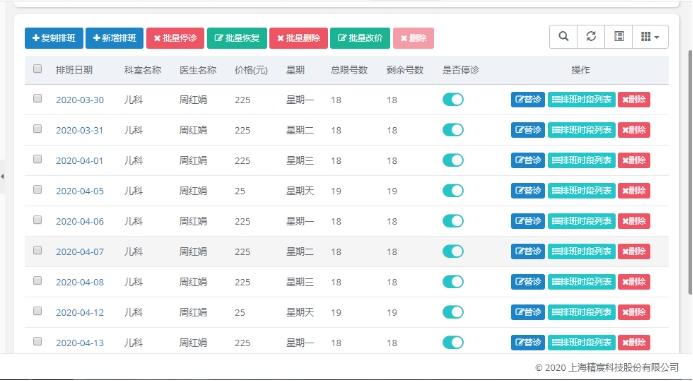 复制排班 新增排班 批量停诊 批量恢复 批量删除 批量改价 删除
排班日期 科室名称 医生名称 价格(元) 星期 总限号数 剩余号数 是否停诊 操作
2020-03-30 儿科 周红娟 225 星期一 18 18 替诊 排班时段列表 删除
2020-03-31 儿科 周红娟 225 星期二 18 18 替诊 排班时段列表 删除
2020-04-01 儿科 周红娟 225 星期三 18 18 替诊 排班时段列表 删除
2020-04-05 儿科 周红娟 25 星期天 19 19 替诊 排班时段列表 删除
2020-04-06 儿科 周红娟 225 星期一 18 18 替诊 排班时段列表 删除
2020-04-07 儿科 周红娟 225 星期二 18 18 替诊 排班时段列表 删除
2020-04-08 儿科 周红娟 225 星期三 18 18 替诊 排班时段列表 删除
2020-04-12 儿科 周红娟 25 星期天 19 19 替诊 排班时段列表 删除
2020-04-13 儿科 周红娟 225 星期一 18 18 替诊 排班时段列表 删除
© 2020 上海精宸科技股份有限公司